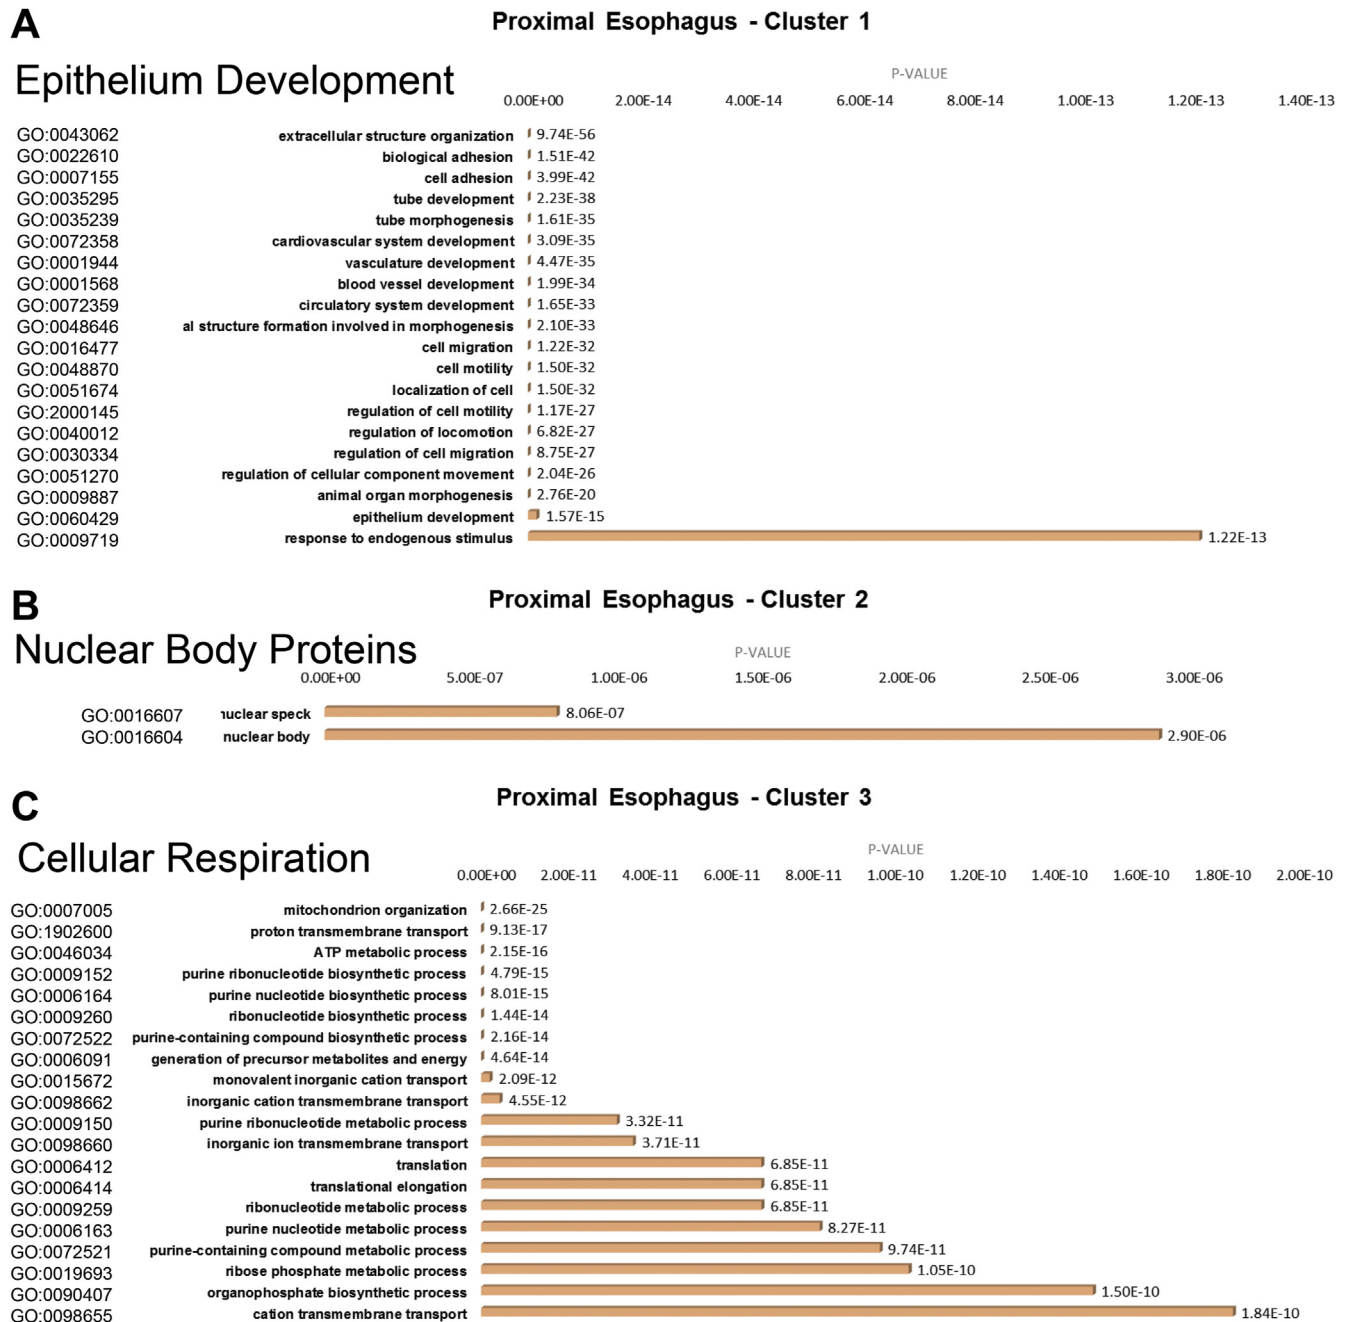 A
Proximal Esophagus - Cluster 1
Epithelium Development
P-VALUE
0.00E+00 2.00E-14 4.00E-14 6.00E-14 8.00E-14 1.00E-13 1.20E-13 1.40E-13
GO:0043062 extracellular structure organization 9.74E-56
GO:0022610 biological adhesion 1.51E-42
GO:0007155 cell adhesion 3.99E-42
GO:0035295 tube development 2.23E-38
GO:0035239 tube morphogenesis 1.61E-35
GO:0072358 cardiovascular system development 3.09E-35
GO:0001944 vasculature development 4.47E-35
GO:0001568 blood vessel development 1.99E-34
GO:0072359 circulatory system development 1.65E-33
GO:0048646 al structure formation involved in morphogenesis 2.10E-33
GO:0016477 cell migration 1.22E-32
GO:0048870 cell motility 1.50E-32
GO:0051674 localization of cell 1.50E-32
GO:2000145 regulation of cell motility 1.17E-27
GO:0040012 regulation of locomotion 6.82E-27
GO:0030334 regulation of cell migration 8.75E-27
GO:0051270 regulation of cellular component movement 2.04E-26
GO:0009887 animal organ morphogenesis 2.76E-20
GO:0060429 epithelium development 1.57E-15
GO:0009719 response to endogenous stimulus 1.22E-13
B
Proximal Esophagus - Cluster 2
Nuclear Body Proteins
P-VALUE
0.00E+00 5.00E-07 1.00E-06 1.50E-06 2.00E-06 2.50E-06 3.00E-06
GO:0016607 nuclear speck 8.06E-07
GO:0016604 nuclear body 2.90E-06
C
Proximal Esophagus - Cluster 3
Cellular Respiration
P-VALUE
0.00E+00 2.00E-11 4.00E-11 6.00E-11 8.00E-11 1.00E-10 1.20E-10 1.40E-10 1.60E-10 1.80E-10 2.00E-10
GO:0007005 mitochondrion organization 2.66E-25
GO:1902600 proton transmembrane transport 9.13E-17
GO:0046034 ATP metabolic process 2.15E-16
GO:0009152 purine ribonucleotide biosynthetic process 4.79E-15
GO:0006164 purine nucleotide biosynthetic process 8.01E-15
GO:0009260 ribonucleotide biosynthetic process 1.44E-14
GO:0072522 purine-containing compound biosynthetic process 2.16E-14
GO:0006091 generation of precursor metabolites and energy 4.64E-14
GO:0015672 monovalent inorganic cation transport 2.09E-12
GO:0098662 inorganic cation transmembrane transport 4.55E-12
GO:0009150 purine ribonucleotide metabolic process 3.32E-11
GO:0098660 inorganic ion transmembrane transport 3.71E-11
GO:0006412 translation 6.85E-11
GO:0006414 translational elongation 6.85E-11
GO:0009259 ribonucleotide metabolic process 6.85E-11
GO:0006163 purine nucleotide metabolic process 8.27E-11
GO:0072521 purine-containing compound metabolic process 9.74E-11
GO:0019693 ribose phosphate metabolic process 1.05E-10
GO:0090407 organophosphate biosynthetic process 1.50E-10
GO:0098655 cation transmembrane transport 1.84E-10